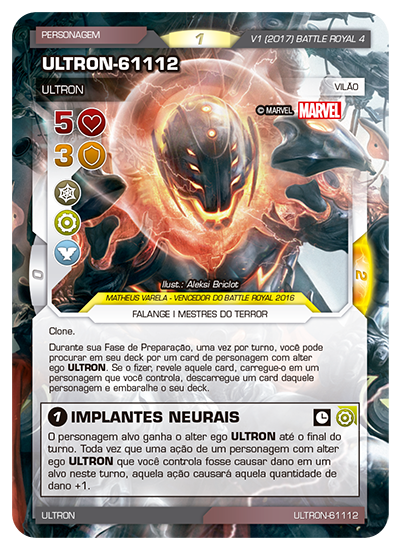 PERSONAGEM
1
V1 (2017) BATTLE ROYAL 4
ULTRON-61112
ULTRON
VILÃO
5
© MARVEL MARVEL
3
0
2
Illust.: Aleksi Briclot
MATHEUS VARELA - VENCEDOR DO BATTLE ROYAL 2016
FALANGE | MESTRES DO TERROR
Clone.
Durante sua Fase de Preparação, uma vez por turno, você pode
procurar em seu deck por um card de personagem com alter
ego ULTRON. Se o fizer, revele aquele card, carregue-o em um
personagem que você controla, descarregue um card daquele
personagem e embaralhe o seu deck.
1 IMPLANTES NEURAIS
O personagem alvo ganha o alter ego ULTRON até o final do
turno. Toda vez que uma ação de um personagem com alter
ego ULTRON que você controla fosse causar dano em um
alvo neste turno, aquela ação causará aquela quantidade de
dano +1.
ULTRON
ULTRON-61112